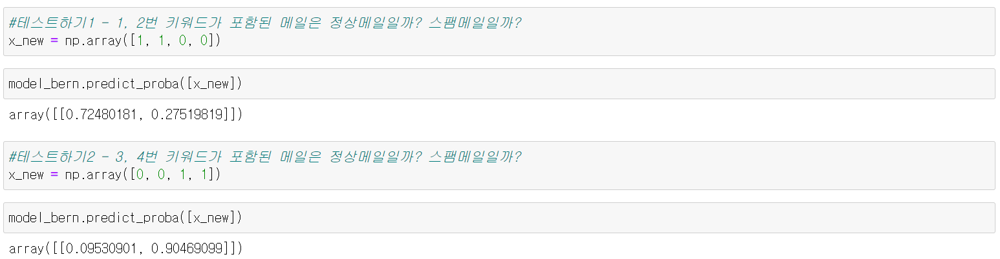 #테스트하기1 - 1, 2번 키워드가 포함된 메일은 정상메일일까? 스팸메일일까?
x_new = np.array([1, 1, 0, 0])
model_bern.predict_proba([x_new])
array([[0.72480181, 0.27519819]])
#테스트하기2 - 3, 4번 키워드가 포함된 메일은 정상메일일까? 스팸메일일까?
x_new = np.array([0, 0, 1, 1])
model_bern.predict_proba([x_new])
array([[0.09530901, 0.90469099]])